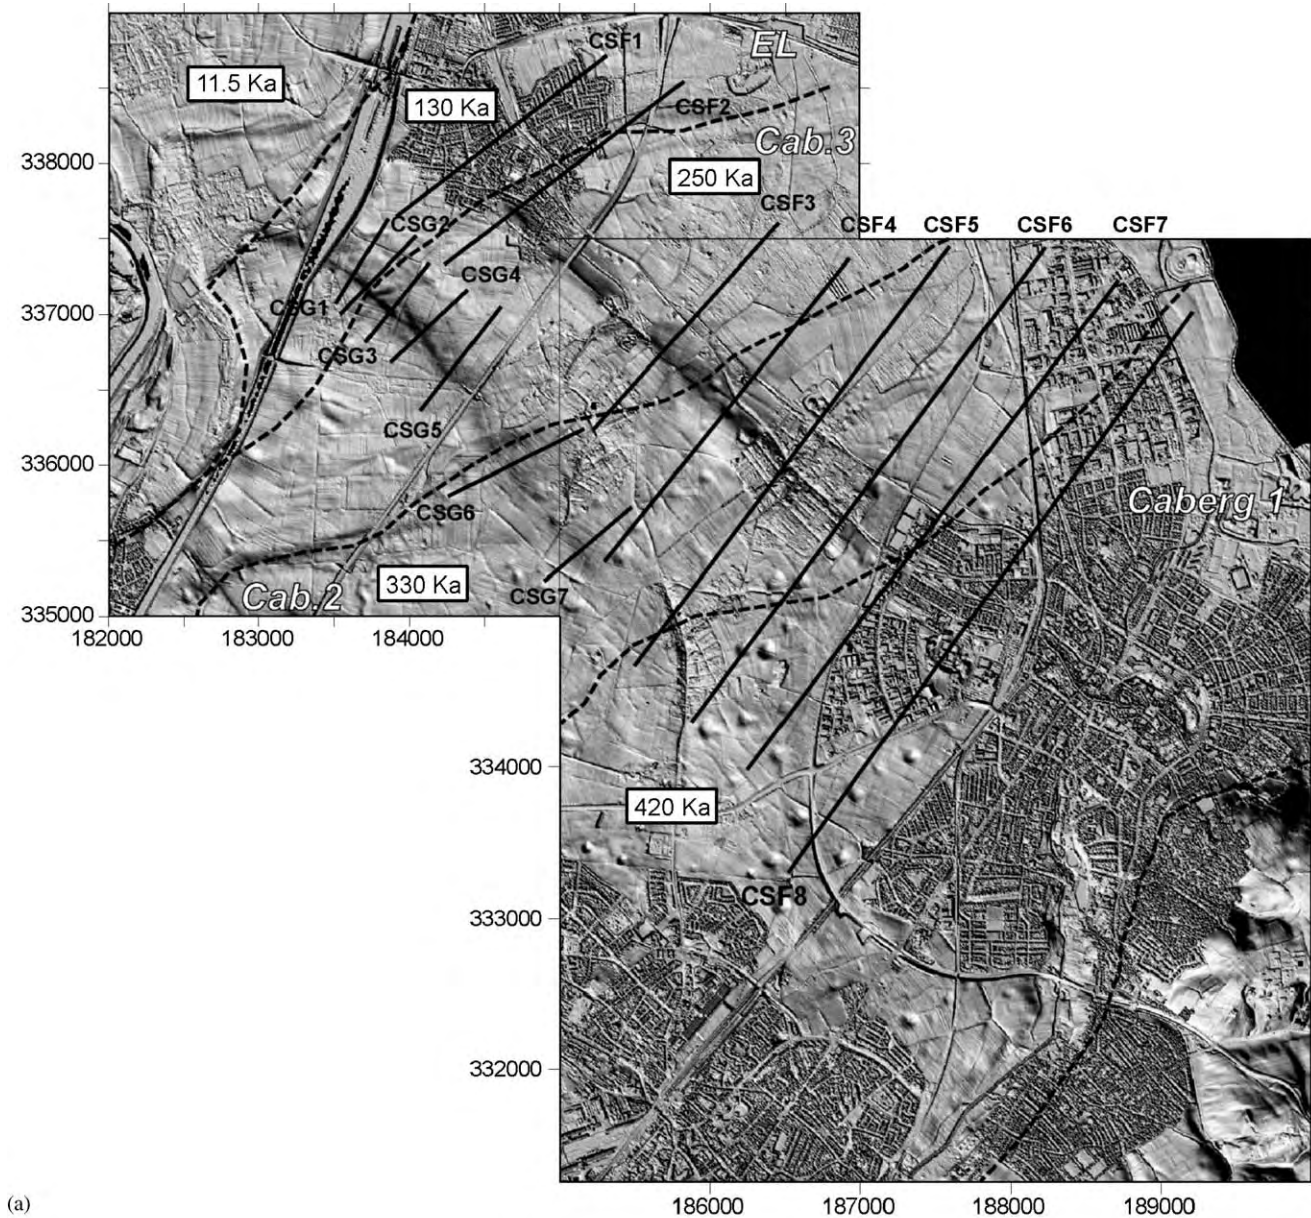 CSF1
EL
11.5 Ka
130 Ka
CSF2
Cab.3
338000
250 Ka
CSF3
CSG2
CSF4
CSF5
CSF6
CSF7
CSG4
CSG1
337000
CSG3
CSG5
336000
Caberg 1
CSG6
330 Ka
Cab.2
CSG7
335000
182000
183000
184000
334000
420 Ka
CSF8
333000
332000
(a)
186000
187000
188000
189000